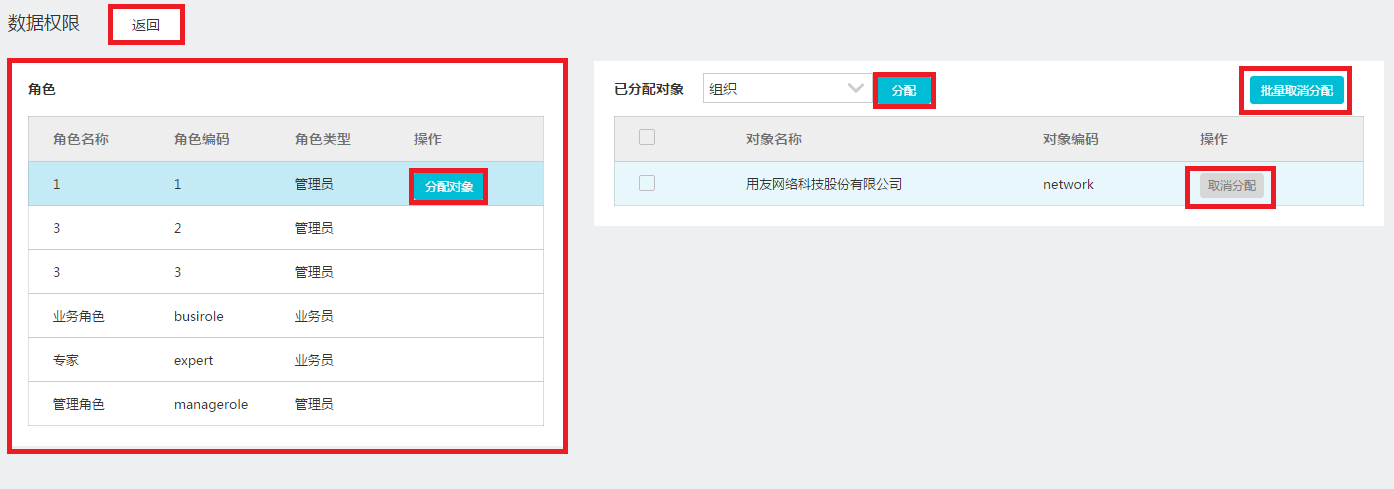 数据权限 返回
角色
角色名称 角色编码 角色类型 操作
1 1 管理员 分配对象
3 2 管理员
3 3 管理员
业务角色 busirole 业务员
专家 expert 业务员
管理角色 managerole 管理员
已分配对象 组织 分配 批量取消分配
对象名称 对象编码 操作
用友网络科技股份有限公司 network 取消分配